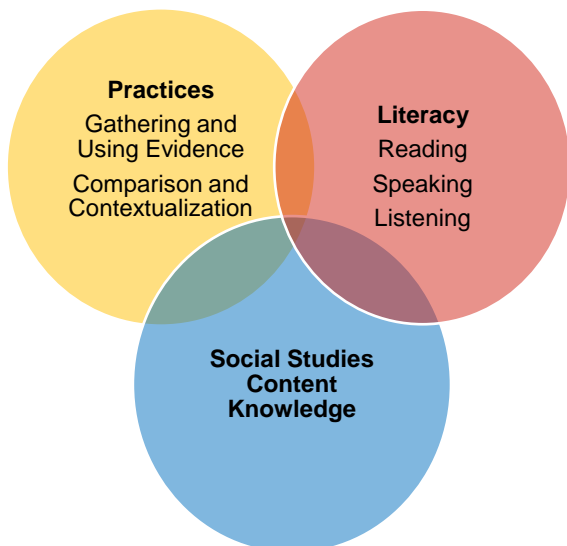 Practices
Gathering and
Using Evidence
Comparison and
Contextualization
Literacy
Reading
Speaking
Listening
Social Studies
Content
Knowledge